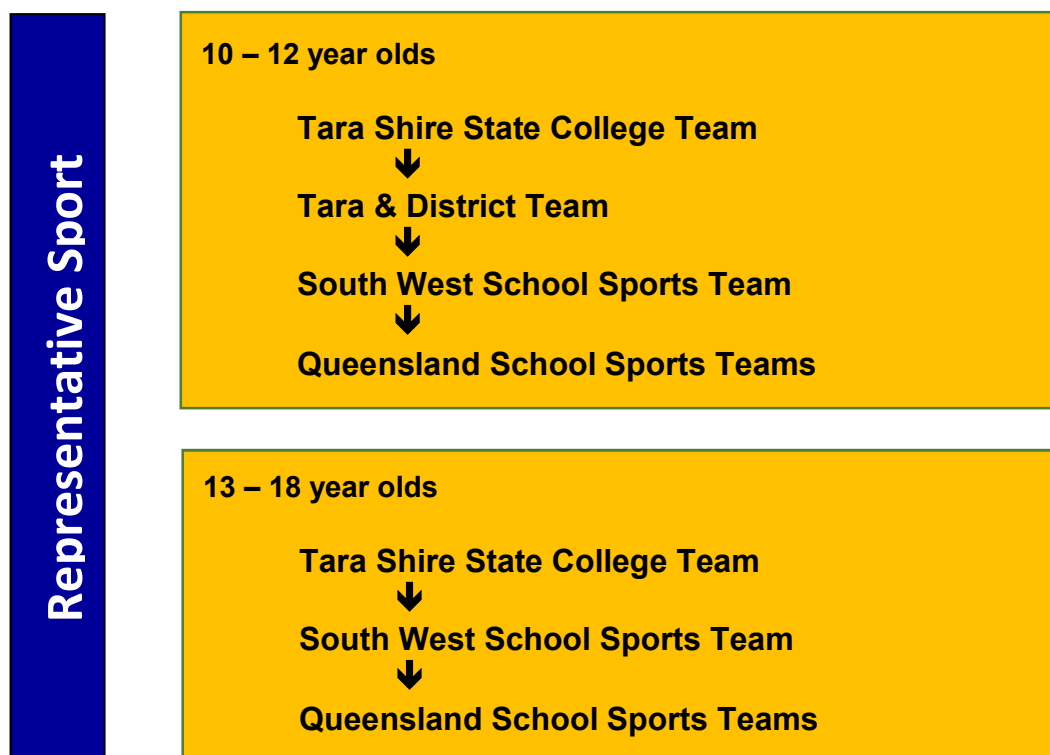 Representative Sport
10 – 12 year olds
Tara Shire State College Team
Tara & District Team
South West School Sports Team
Queensland School Sports Teams
13 – 18 year olds
Tara Shire State College Team
South West School Sports Team
Queensland School Sports Teams